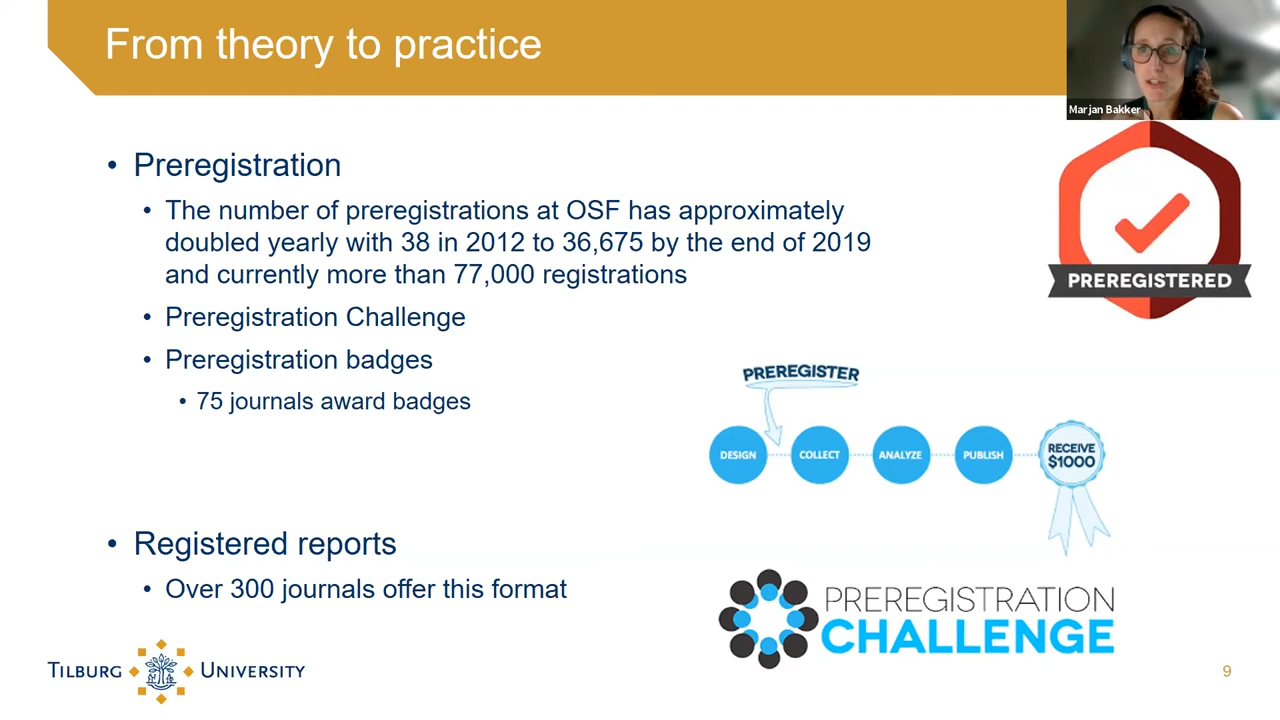 From theory to practice
Marjan Bakker
• Preregistration
• The number of preregistrations at OSF has approximately
doubled yearly with 38 in 2012 to 36,675 by the end of 2019
and currently more than 77,000 registrations
• Preregistration Challenge
• Preregistration badges
• 75 journals award badges
PREREGISTERED
PREREGISTER
DESIGN
COLLECT
ANALYZE
PUBLISH
RECEIVE
$1000
• Registered reports
• Over 300 journals offer this format
PREREGISTRATION
CHALLENGE
TILBURG UNIVERSITY
9